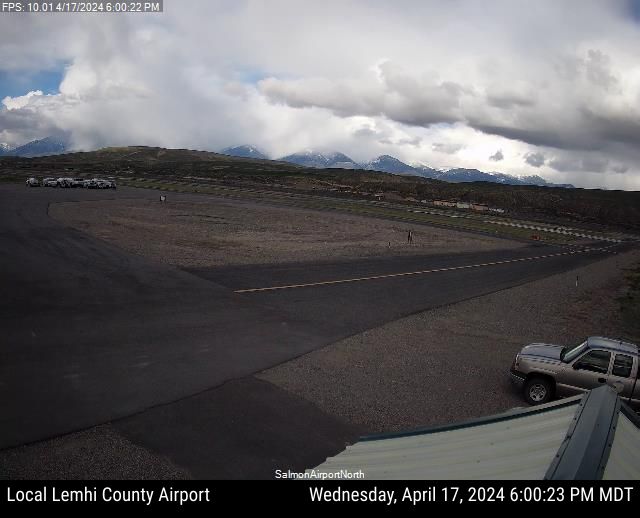 FPS: 10.01 4/17/2024 6:00:22 PM
SalmonAirportNorth
Local Lemhi County Airport
Wednesday, April 17, 2024 6:00:23 PM MDT